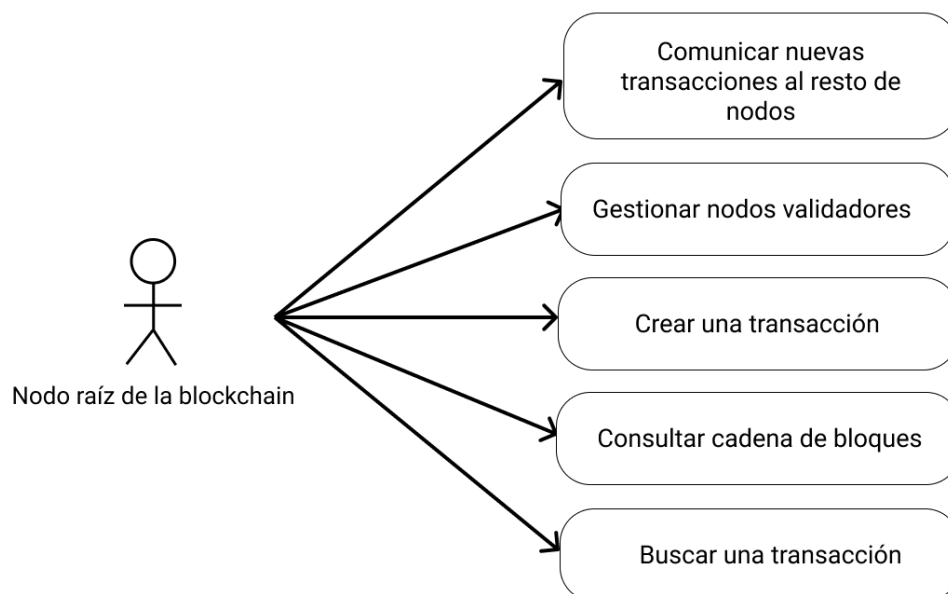 Comunicar nuevas
transacciones al resto de
nodos
Gestionar nodos validadores
Crear una transacción
Nodo raíz de la blockchain
Consultar cadena de bloques
Buscar una transacción